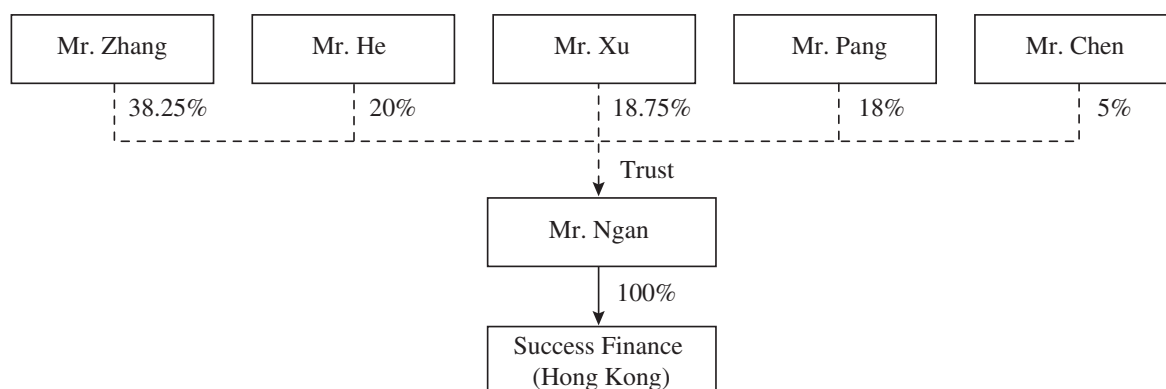 Mr. Zhang
Mr. He
Mr. Xu
Mr. Pang
Mr. Chen
38.25%
20%
18.75%
18%
5%
Trust
Mr. Ngan
100%
Success Finance
(Hong Kong)